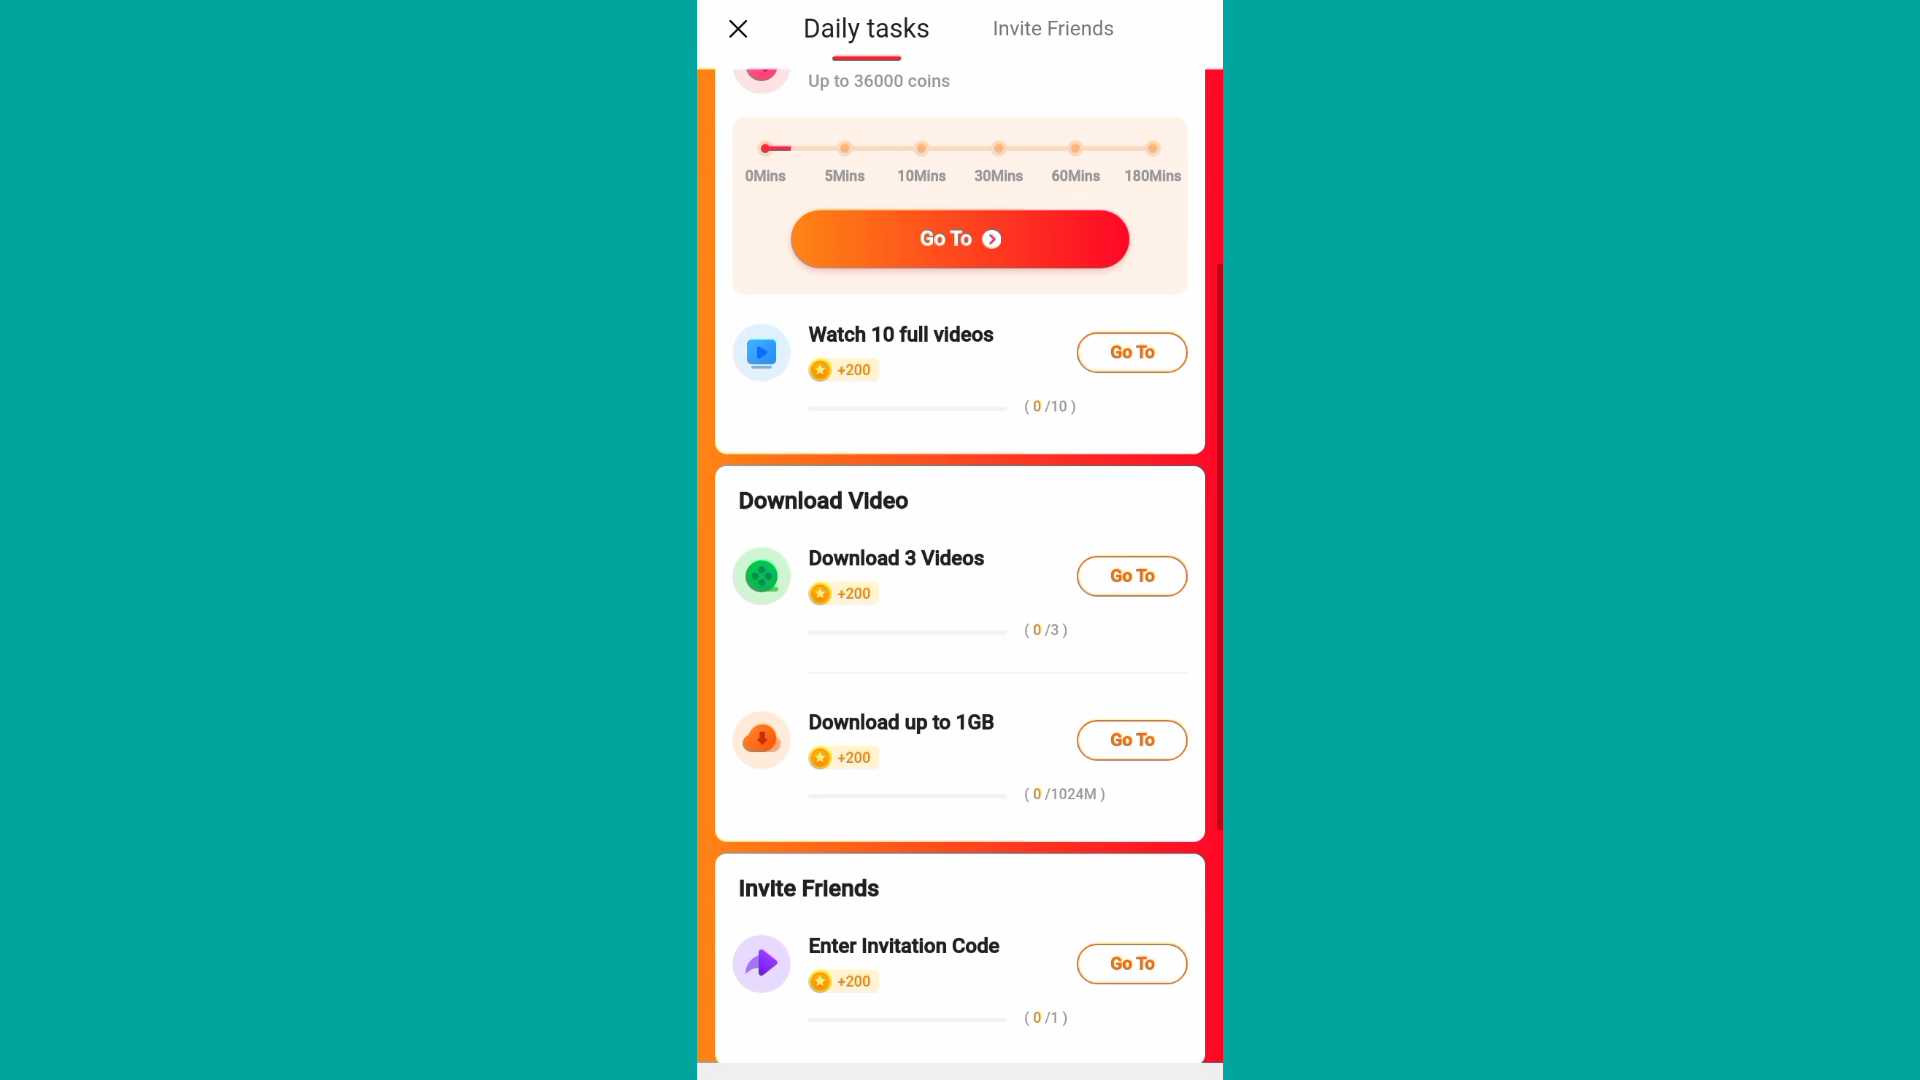 Daily tasks
Invite Friends
Up to 36000 coins
0Mins 5Mins 10Mins 30Mins 60Mins 180Mins
Go To
Watch 10 full videos
+200
Go To
( 0 /10 )
Download Video
Download 3 Videos
+200
Go To
( 0 /3 )
Download up to 1GB
+200
Go To
( 0 /1024M )
Invite Friends
Enter Invitation Code
+200
Go To
( 0 /1 )